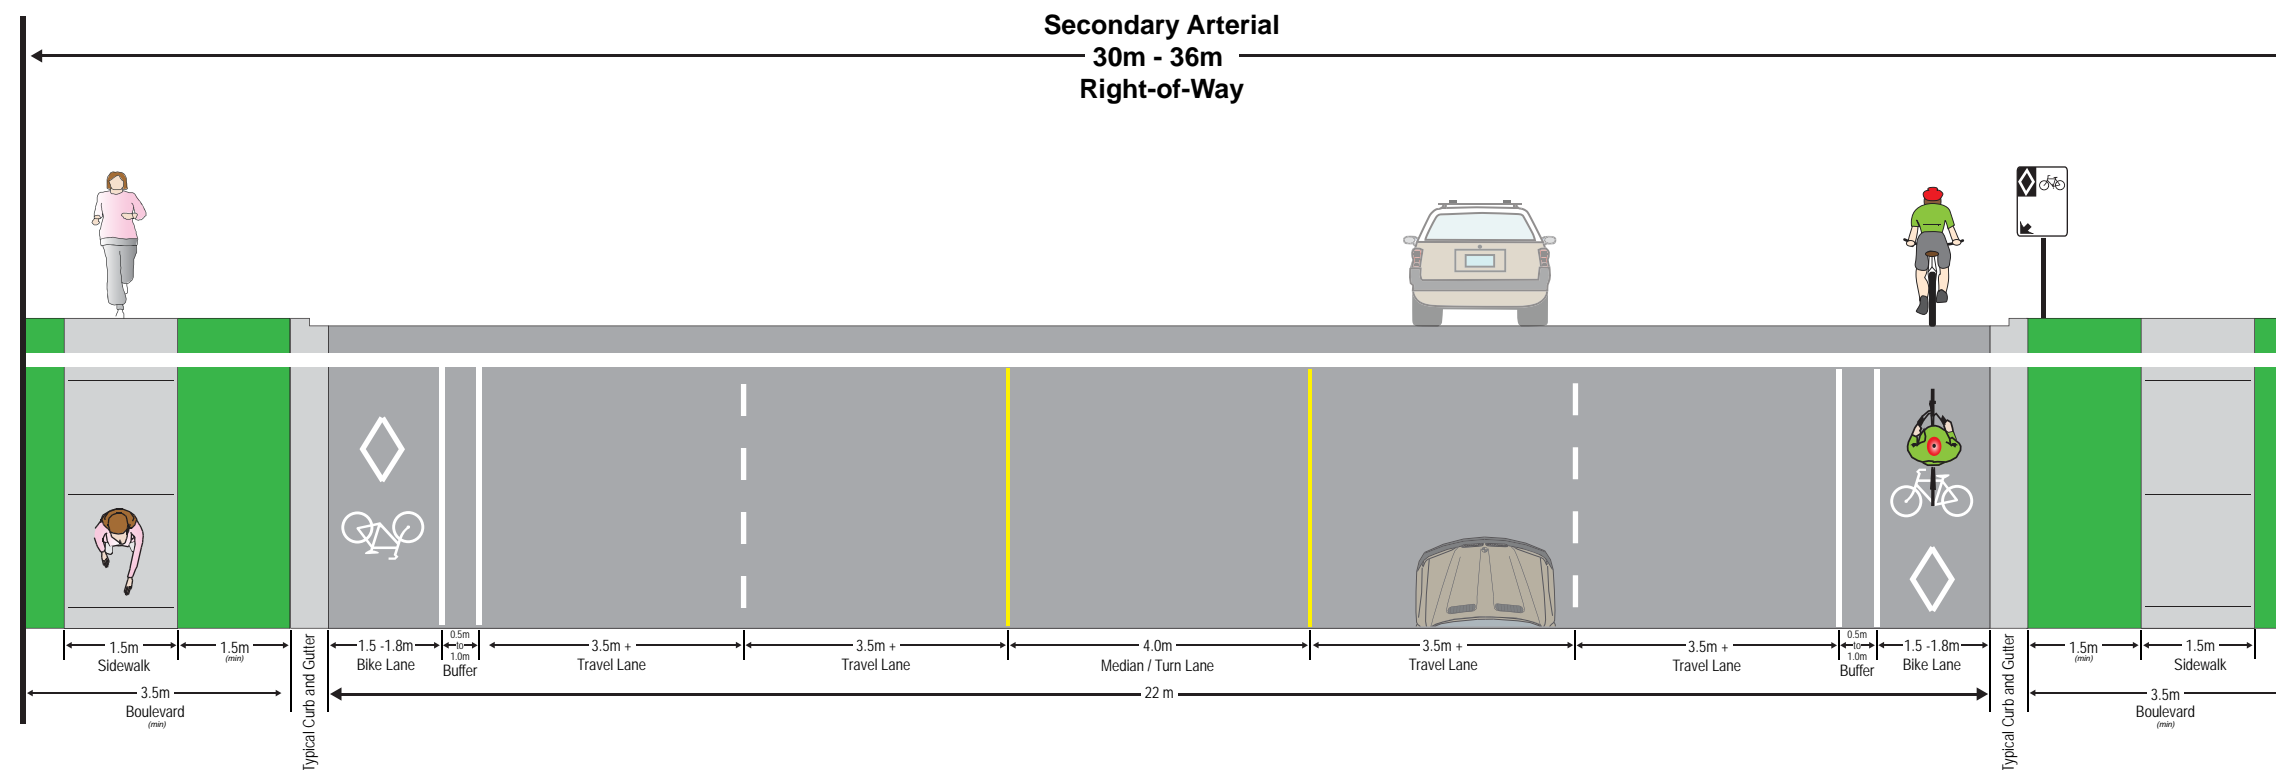 Secondary Arterial
30m - 36m
Right-of-Way
1.5m
Sidewalk
1.5m
(min)
3.5m
Boulevard
(min)
Typical Curb and Gutter
1.5 -1.8m
Bike Lane
0.5m
to
1.0m
Buffer
3.5m +
Travel Lane
3.5m +
Travel Lane
4.0m
Median / Turn Lane
3.5m +
Travel Lane
3.5m +
Travel Lane
0.5m
to
1.0m
Buffer
1.5 -1.8m
Bike Lane
22 m
Typical Curb and Gutter
1.5m
(min)
1.5m
Sidewalk
3.5m
Boulevard
(min)